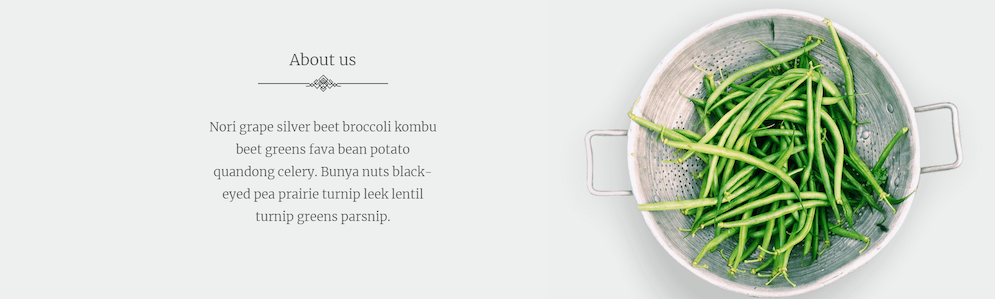 About us
Nori grape silver beet broccoli kombu
beet greens fava bean potato
quandong celery. Bunya nuts black-
eyed pea prairie turnip leek lentil
turnip greens parsnip.